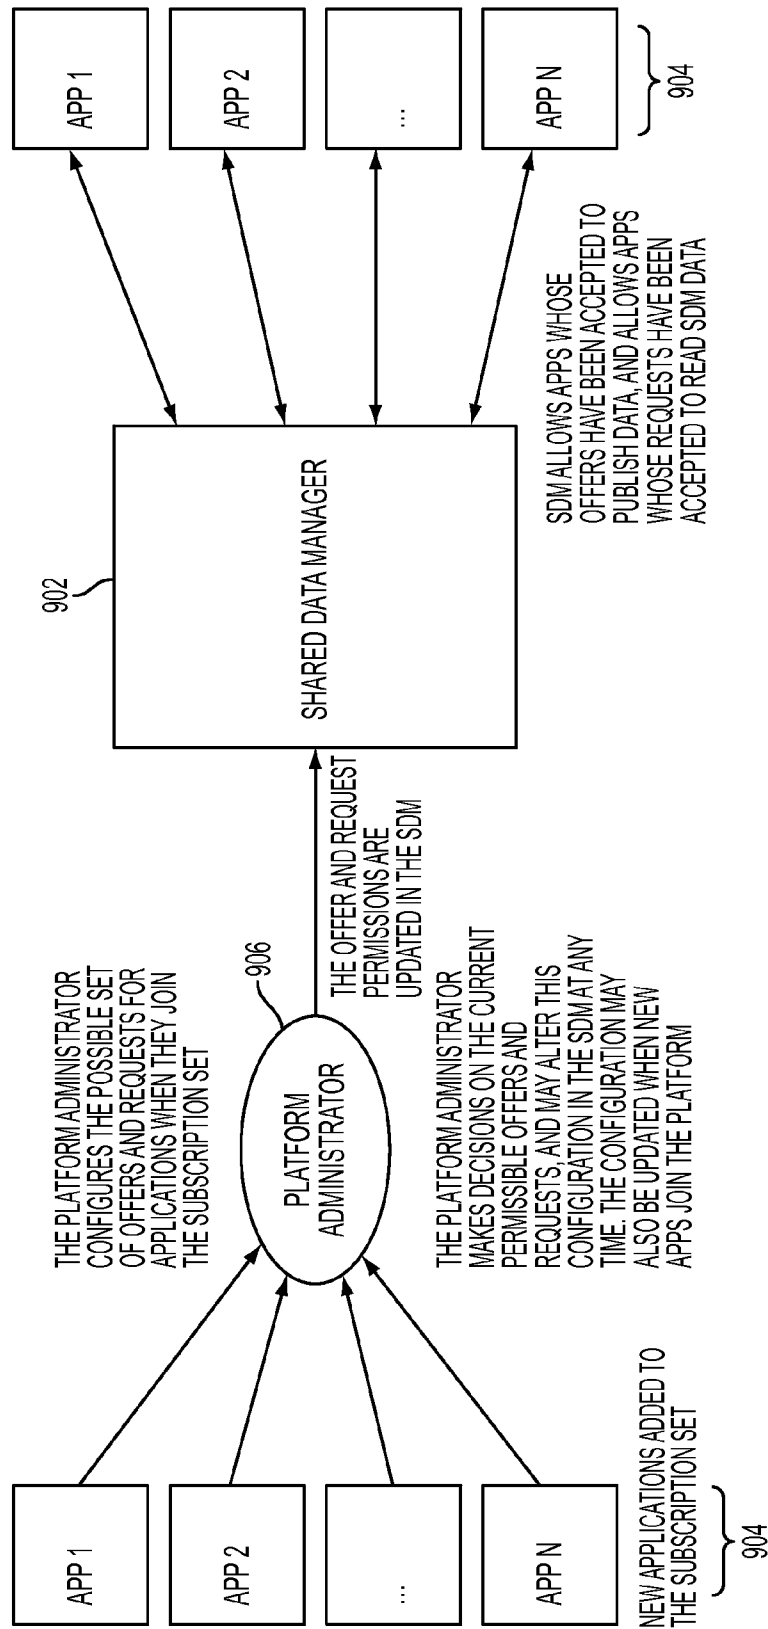 APP 1
APP 2
...
APP N
NEW APPLICATIONS ADDED TO
THE SUBSCRIPTION SET
904
THE PLATFORM ADMINISTRATOR
CONFIGURES THE POSSIBLE SET
OF OFFERS AND REQUESTS FOR
APPLICATIONS WHEN THEY JOIN
THE SUBSCRIPTION SET
906
PLATFORM
ADMINISTRATOR
THE PLATFORM ADMINISTRATOR
MAKES DECISIONS ON THE CURRENT
PERMISSIBLE OFFERS AND
REQUESTS, AND MAY ALTER THIS
CONFIGURATION IN THE SDM AT ANY
TIME. THE CONFIGURATION MAY
ALSO BE UPDATED WHEN NEW
APPS JOIN THE PLATFORM
THE OFFER AND REQUEST
PERMISSIONS ARE
UPDATED IN THE SDM
902
SHARED DATA MANAGER
SDM ALLOWS APPS WHOSE
OFFERS HAVE BEEN ACCEPTED TO
PUBLISH DATA, AND ALLOWS APPS
WHOSE REQUESTS HAVE BEEN
ACCEPTED TO READ SDM DATA
APP 1
APP 2
...
APP N
904